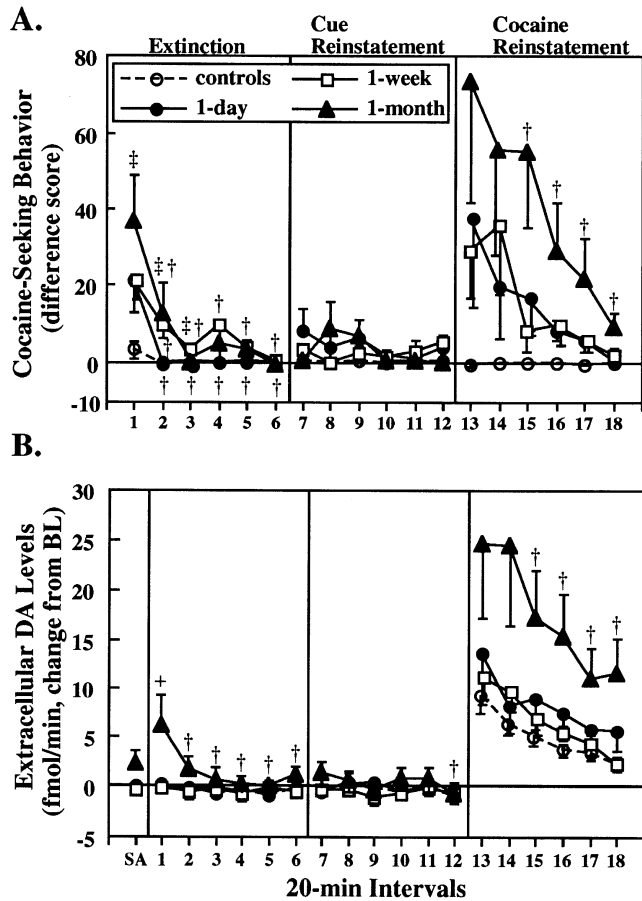 A.
Extinction
Cue
Reinstatement
Cocaine
Reinstatement
controls
1-week
1-day
1-month
Cocaine-Seeking Behavior
(difference score)
80
60
40
20
0
-10
‡
‡ †
‡ †
†
†
†
†
†
†
†
†
†
†
†
†
†
1 2 3 4 5 6 7 8 9 10 11 12 13 14 15 16 17 18
B.
Extracellular DA Levels
(fmol/min, change from BL)
30
25
20
15
10
5
0
-5
+
†
†
†
†
†
†
†
†
†
†
SA 1 2 3 4 5 6 7 8 9 10 11 12 13 14 15 16 17 18
20-min Intervals